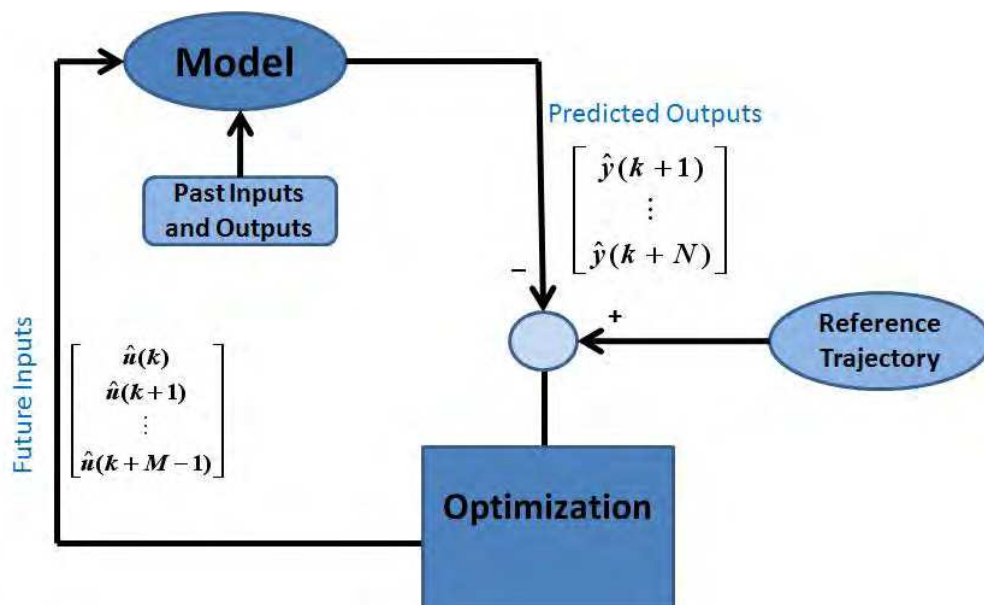 Model
Past Inputs
and Outputs
Predicted Outputs
ŷ(k + 1)
⋮
ŷ(k + N)
−
+
Reference
Trajectory
Future Inputs
û(k)
û(k+1)
⋮
û(k+M−1)
Optimization